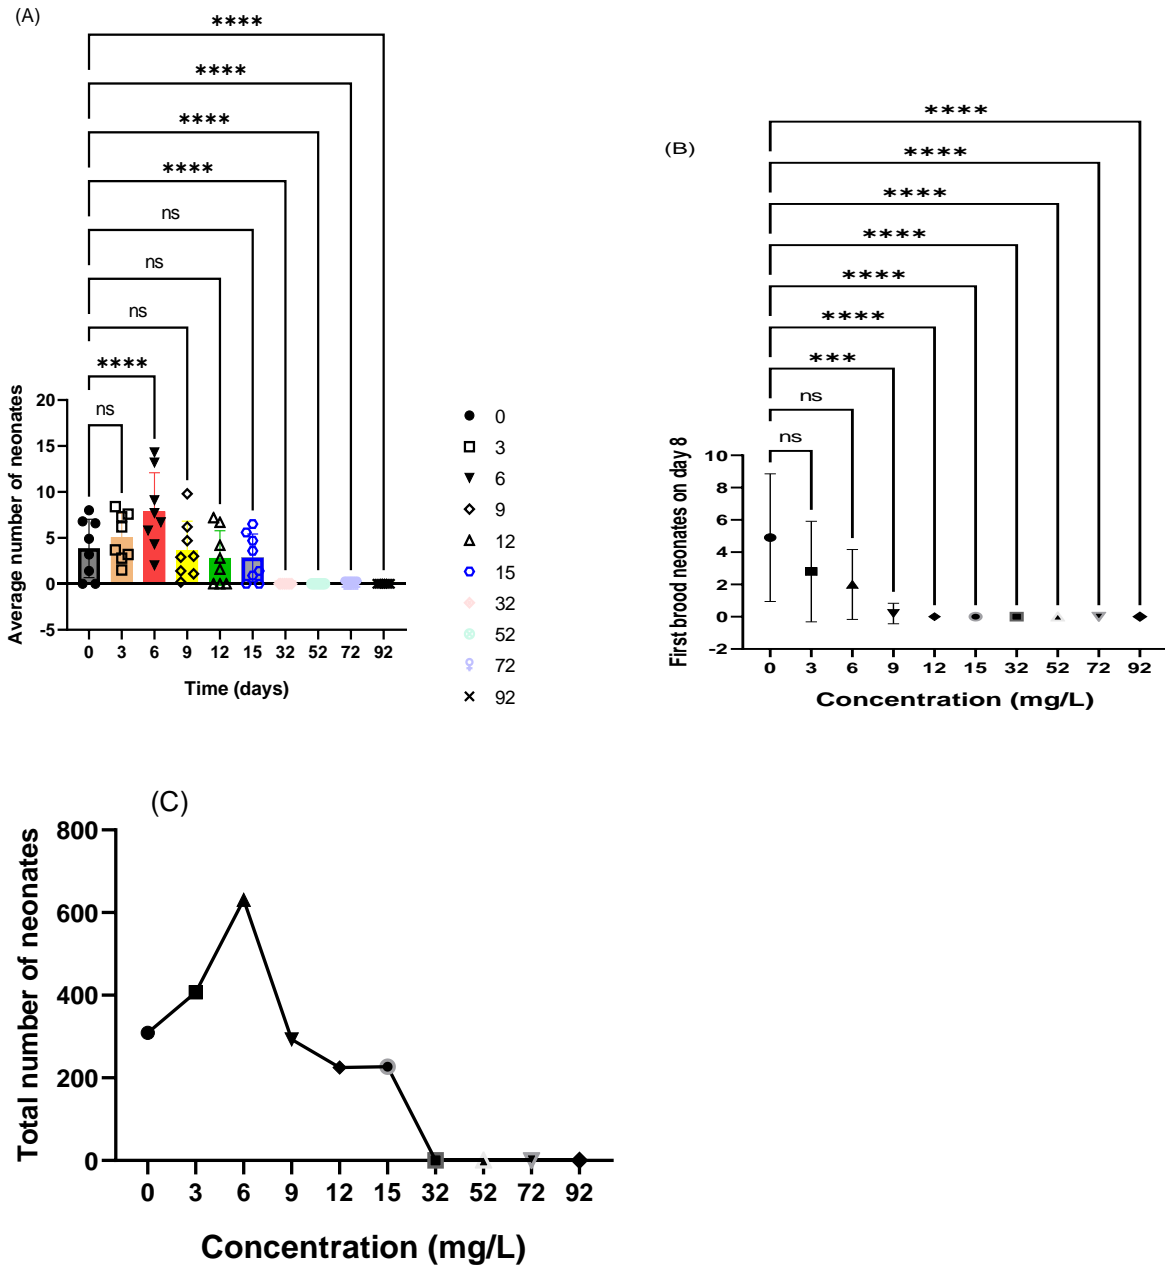 (A)
****
****
****
****
ns
ns
ns
****
ns
Average number of neonates
20
15
10
5
0
-5
0 3 6 9 12 15 32 52 72 92
Time (days)
0
3
6
9
12
15
32
52
72
92
(B)
****
****
****
****
****
****
***
ns
ns
First brood neonates on day 8
10
8
6
4
2
0
-2
0 3 6 9 12 15 32 52 72 92
Concentration (mg/L)
(C)
Total number of neonates
800
600
400
200
0
0 3 6 9 12 15 32 52 72 92
Concentration (mg/L)